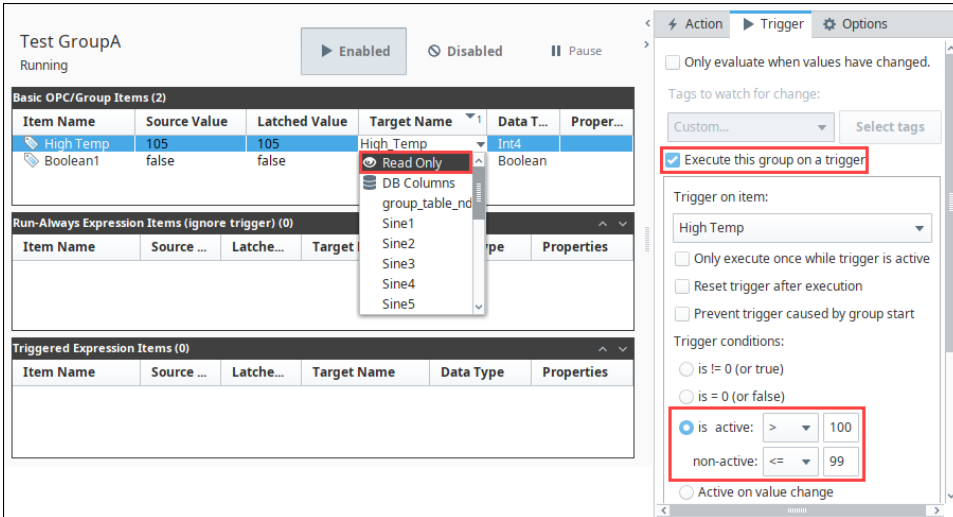 Test GroupA
Running
Enabled
Disabled
Pause
Basic OPC/Group Items (2)
Item Name Source Value Latched Value Target Name 1 Data T... Proper...
High Temp 105 105 High_Temp Int4
Boolean1 false false Boolean
Read Only
DB Columns
group_table_nd
Sine1
Sine2
Sine3
Sine4
Sine5
Run-Always Expression Items (ignore trigger) (0)
Item Name Source ... Latche... Target Properties
Triggered Expression Items (0)
Item Name Source ... Latche... Target Name Data Type Properties
Action Trigger Options
Only evaluate when values have changed.
Tags to watch for change:
Custom... Select tags
Execute this group on a trigger
Trigger on item:
High Temp
Only execute once while trigger is active
Reset trigger after execution
Prevent trigger caused by group start
Trigger conditions:
is != 0 (or true)
is = 0 (or false)
is active: > 100
non-active: <= 99
Active on value change